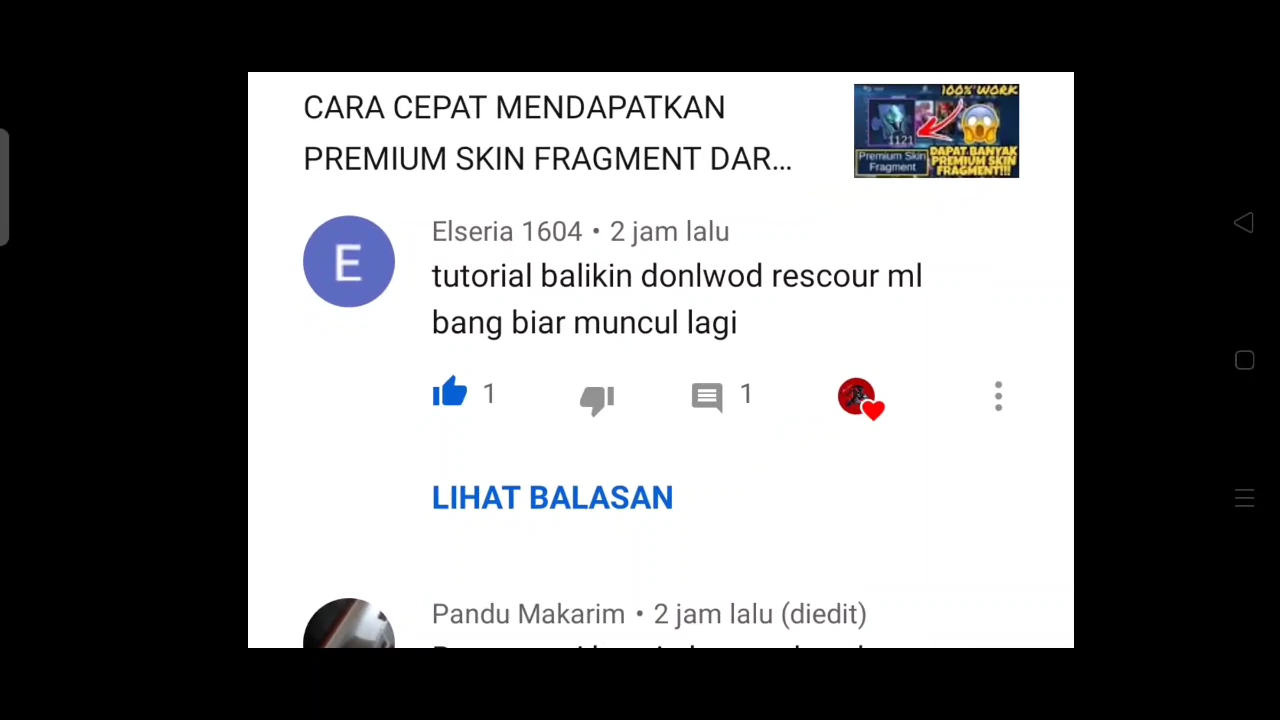 CARA CEPAT MENDAPATKAN
PREMIUM SKIN FRAGMENT DAR...
100% WORK
1121
Premium Skin
Fragment
DAPAT BANYAK
PREMIUM SKIN
FRAGMENT!!!
E
Elseria 1604 • 2 jam lalu
tutorial balikin donlwod rescour ml
bang biar muncul lagi
1
1
LIHAT BALASAN
Pandu Makarim • 2 jam lalu (diedit)